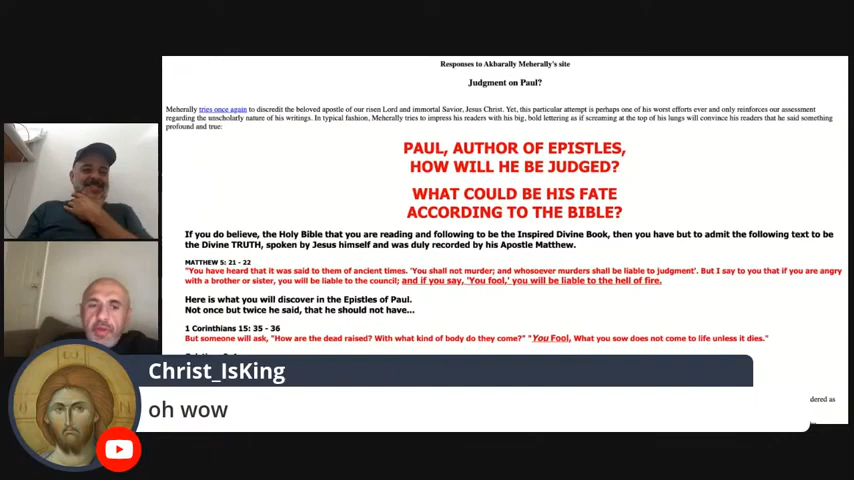 Responses to Akbarally Meherally's site
Judgment on Paul?
Meherally tries once again to discredit the beloved apostle of our risen Lord and immortal Savior, Jesus Christ. Yet, this particular attempt is perhaps one of his worst efforts ever and only reinforces our assessment
regarding the unscholarly nature of his writings. In typical fashion, Meherally tries to impress his readers with his big, bold lettering as if screaming at the top of his lungs will convince his readers that he said something
profound and true:
PAUL, AUTHOR OF EPISTLES,
HOW WILL HE BE JUDGED?
WHAT COULD BE HIS FATE
ACCORDING TO THE BIBLE?
If you do believe, the Holy Bible that you are reading and following to be the Inspired Divine Book, then you have but to admit the following text to be
the Divine TRUTH, spoken by Jesus himself and was duly recorded by his Apostle Matthew.
MATTHEW 5: 21 - 22
"You have heard that it was said to them of ancient times. 'You shall not murder; and whosoever murders shall be liable to judgment'. But I say to you that if you are angry
with a brother or sister, you will be liable to the council; and if you say, 'You fool,' you will be liable to the hell of fire.
Here is what you will discover in the Epistles of Paul.
Not once but twice he said, that he should not have...
1 Corinthians 15: 35 - 36
But someone will ask, "How are the dead raised? With what kind of body do they come?" "You Fool, What you sow does not come to life unless it dies."
Christ_IsKing
dered as
oh wow